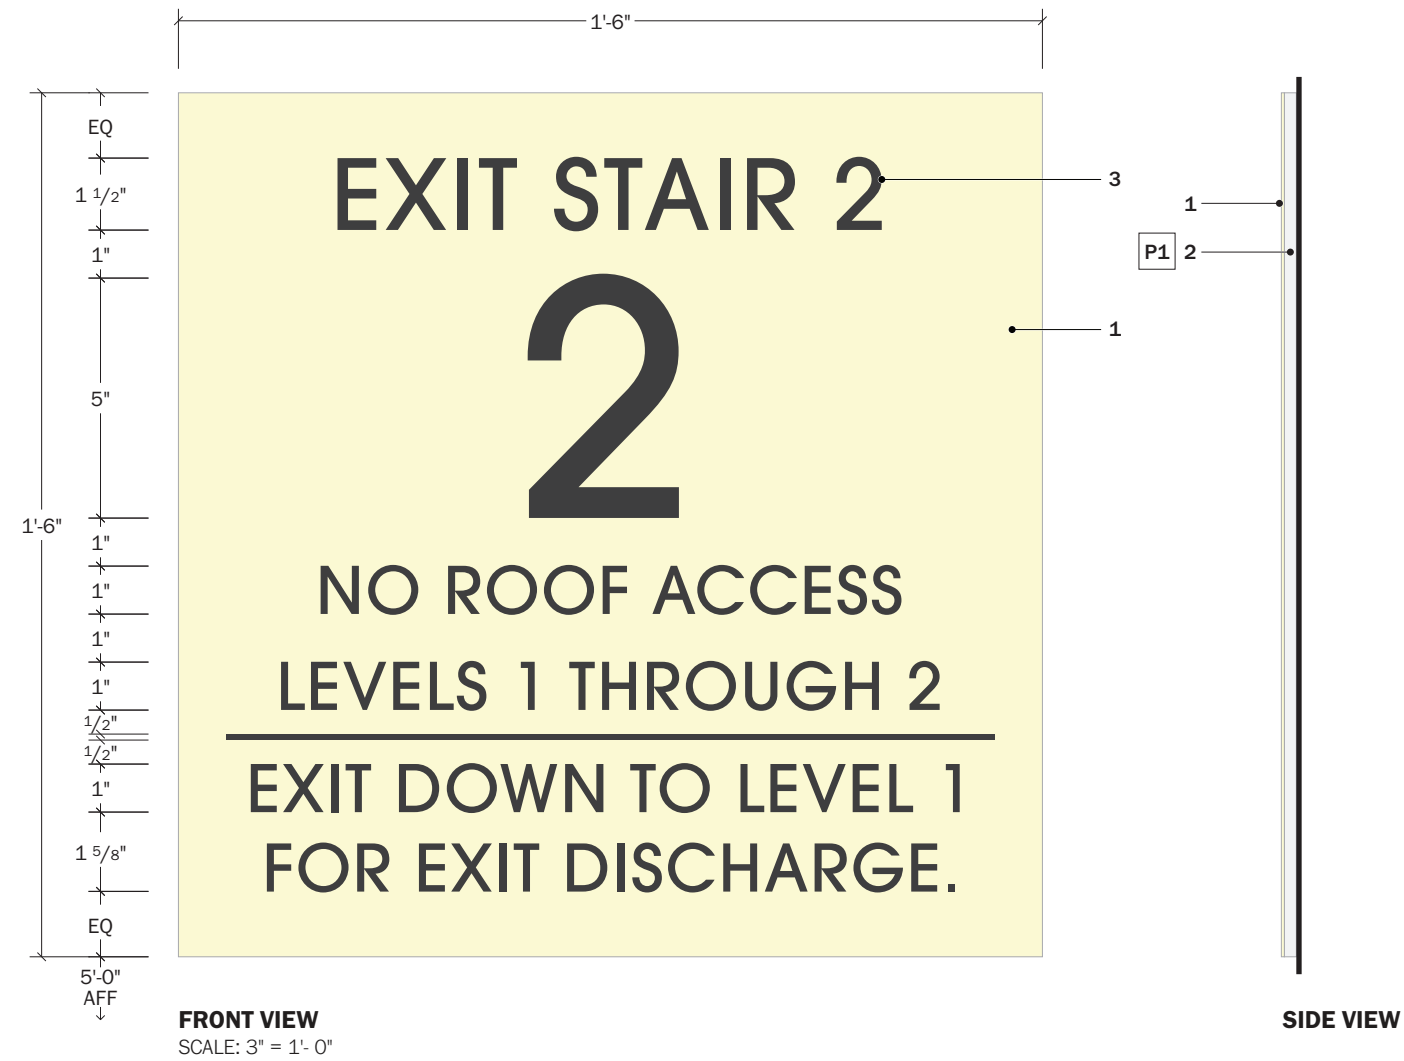 1'-6"
EQ
1 1/2"
1"
5"
1'-6"
1"
1"
1"
1"
1/2"
1/2"
1"
1 5/8"
EQ
5'-0"
AFF
EXIT STAIR 2
2
NO ROOF ACCESS
LEVELS 1 THROUGH 2
EXIT DOWN TO LEVEL 1
FOR EXIT DISCHARGE.
3
1
1
P1 2
FRONT VIEW
SCALE: 3" = 1'- 0"
SIDE VIEW